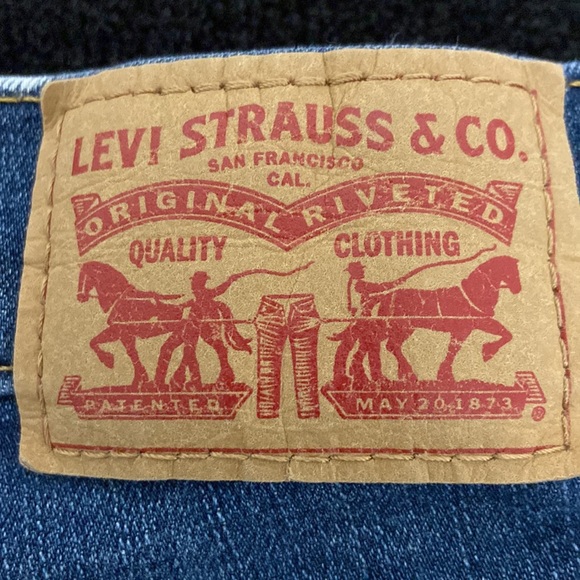 LEVI STRAUSS & CO.
SAN FRANCISCO
CAL.
ORIGINAL RIVETED
QUALITY CLOTHING
PATENTED MAY 20 1873
®